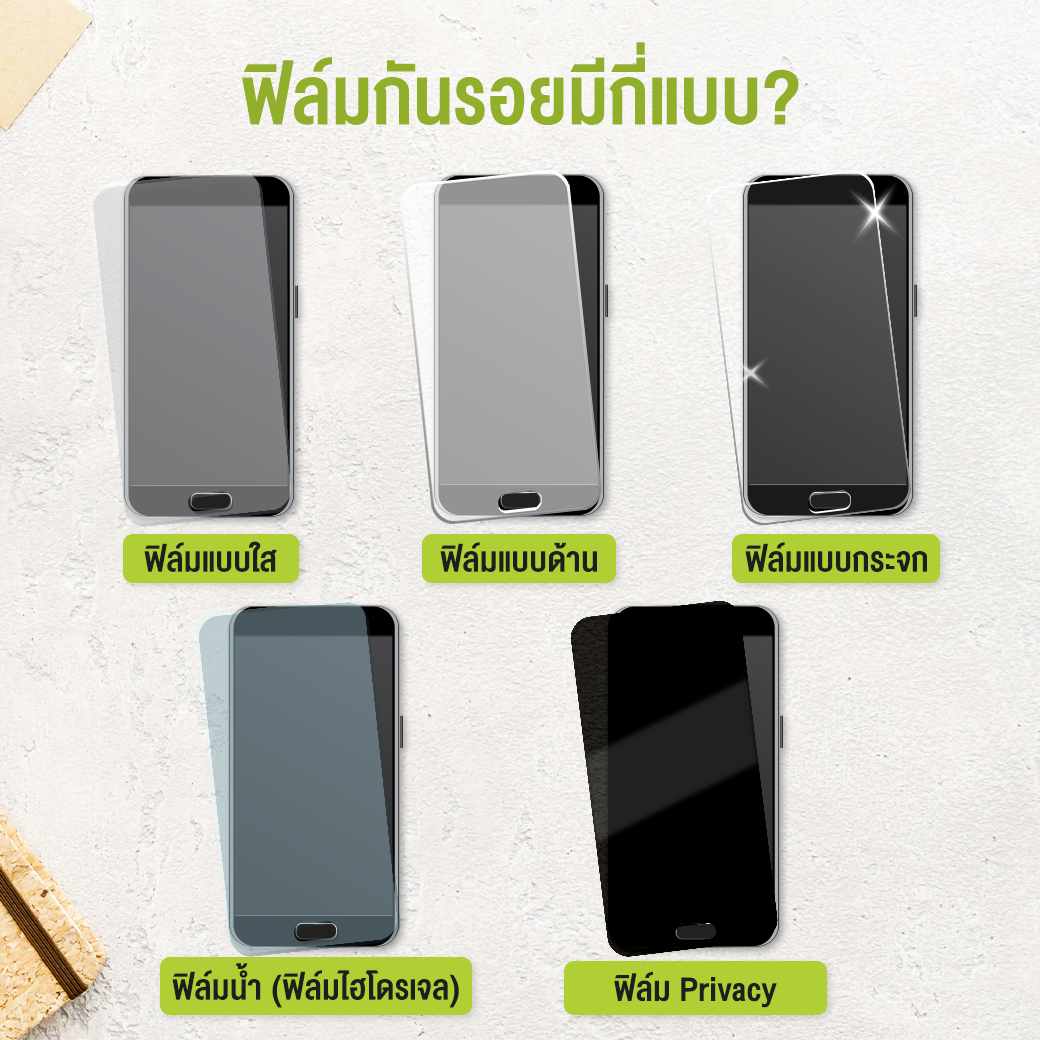 ฟิล์มกันรอยมีกี่แบบ?
ฟิล์มแบบใส
ฟิล์มแบบด้าน
ฟิล์มแบบกระจก
ฟิล์มน้ำ (ฟิล์มไฮโดรเจล)
ฟิล์ม Privacy